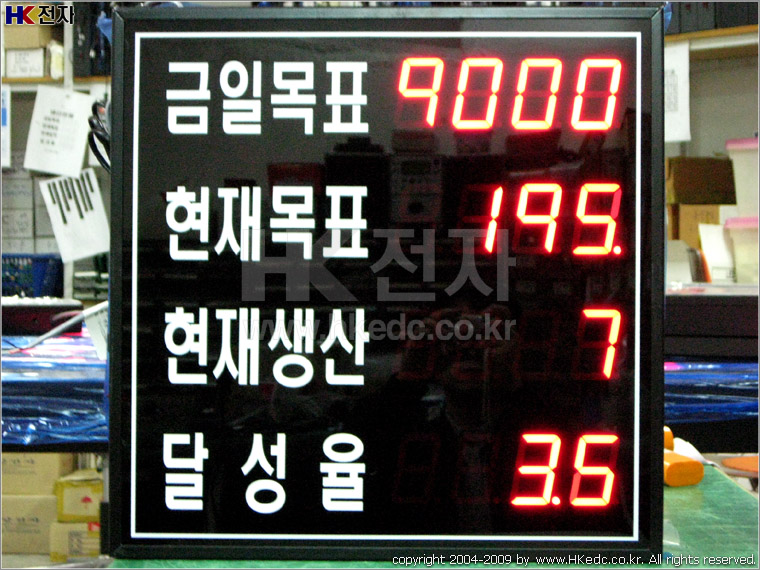 HK전자
금일목표 9000
현재목표 195.
HK전자
www.hkedc.co.kr
현재생산 7
달성율 3.5
copyright 2004-2009 by www.HKedc.co.kr. All rights reserved.